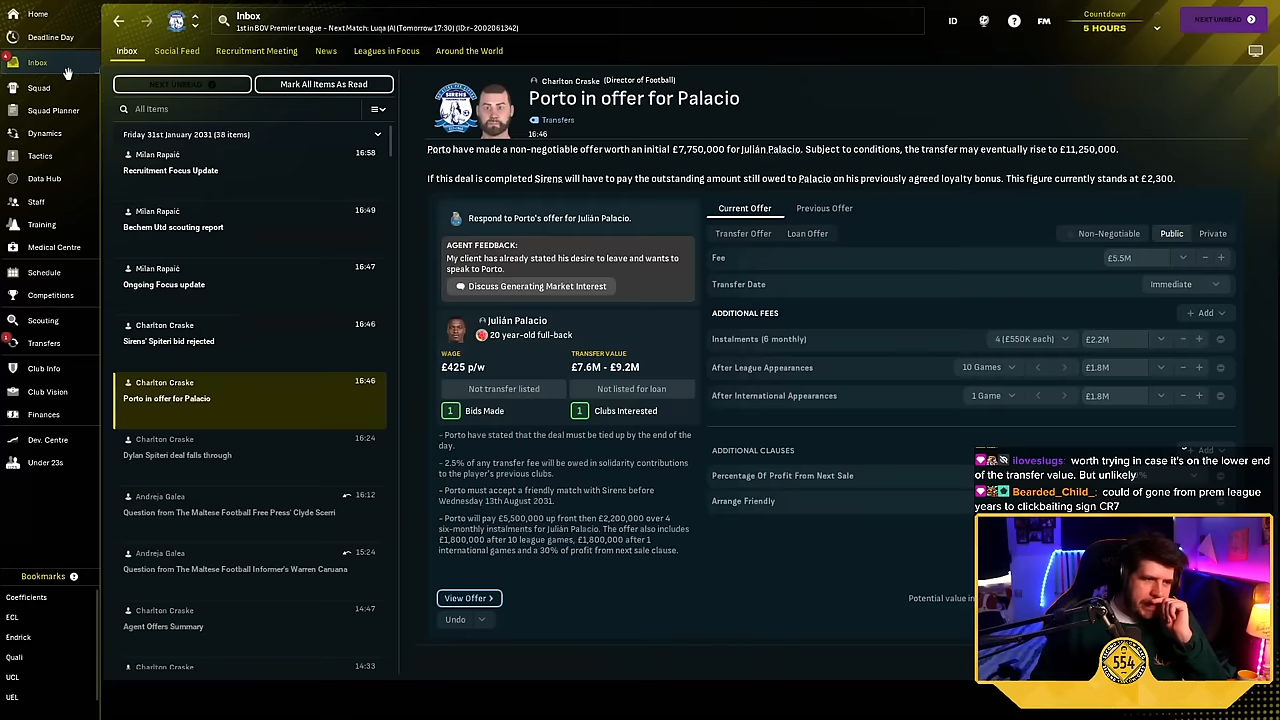 Home
Deadline Day
Inbox
Squad
Squad Planner
Dynamics
Tactics
Data Hub
Staff
Training
Medical Centre
Schedule
Competitions
Scouting
Transfers
Club Info
Club Vision
Finances
Dev. Centre
Under 23s
Bookmarks
Coefficients
ECL
Endrick
Quali
UCL
UEL
Inbox
1st in BOV Premier League - Next Match: Luqa (A) (Tomorrow 17:30) (ID:r-2002061342)
ID
FM
Countdown
5 HOURS
NEXT UNREAD
Inbox
Social Feed
Recruitment Meeting
News
Leagues in Focus
Around the World
NEXT UNREAD
Mark All Items As Read
All Items
Friday 31st January 2031 (38 items)
Milan Rapaić
16:58
Recruitment Focus Update
Milan Rapaić
16:49
Bechem Utd scouting report
Milan Rapaić
16:47
Ongoing Focus update
Charlton Craske
16:46
Sirens' Spiteri bid rejected
Charlton Craske
16:46
Porto in offer for Palacio
Charlton Craske
16:24
Dylan Spiteri deal falls through
Andreja Galea
16:12
Question from The Maltese Football Free Press' Clyde Scerri
Andreja Galea
15:24
Question from The Maltese Football Informer's Warren Caruana
Charlton Craske
14:47
Agent Offers Summary
Charlton Craske
14:33
SIRENS
Charlton Craske (Director of Football)
Porto in offer for Palacio
Transfers
16:46
Porto have made a non-negotiable offer worth an initial £7,750,000 for Julián Palacio. Subject to conditions, the transfer may eventually rise to £11,250,000.
If this deal is completed Sirens will have to pay the outstanding amount still owed to Palacio on his previously agreed loyalty bonus. This figure currently stands at £2,300.
Respond to Porto's offer for Julián Palacio.
AGENT FEEDBACK:
My client has already stated his desire to leave and wants to
speak to Porto.
Discuss Generating Market Interest
Julián Palacio
20 year-old full-back
WAGE
TRANSFER VALUE
£425 p/w
£7.6M - £9.2M
Not transfer listed
Not listed for loan
1 Bids Made
1 Clubs Interested
- Porto have stated that the deal must be tied up by the end of the
day.
- 2.5% of any transfer fee will be owed in solidarity contributions
to the player's previous clubs.
- Porto must accept a friendly match with Sirens before
Wednesday 13th August 2031.
- Porto will pay £5,500,000 up front then £2,200,000 over 4
six-monthly instalments for Julián Palacio. The offer also includes
£1,800,000 after 10 league games, £1,800,000 after 1
international games and a 30% of profit from next sale clause.
View Offer >
Undo
Current Offer
Previous Offer
Transfer Offer
Loan Offer
Non-Negotiable
Public
Private
Fee
£5.5M
Transfer Date
Immediate
ADDITIONAL FEES
+ Add
Instalments (6 monthly)
4 (£550K each)
£2.2M
After League Appearances
10 Games
£1.8M
After International Appearances
1 Game
£1.8M
ADDITIONAL CLAUSES
+ Add
Percentage Of Profit From Next Sale
Arrange Friendly
Potential value in
iloveslugs: worth trying in case it's on the lower end
of the transfer value. But unlikely
Bearded_Child_: could of gone from prem league
years to clickbaiting sign CR7
554